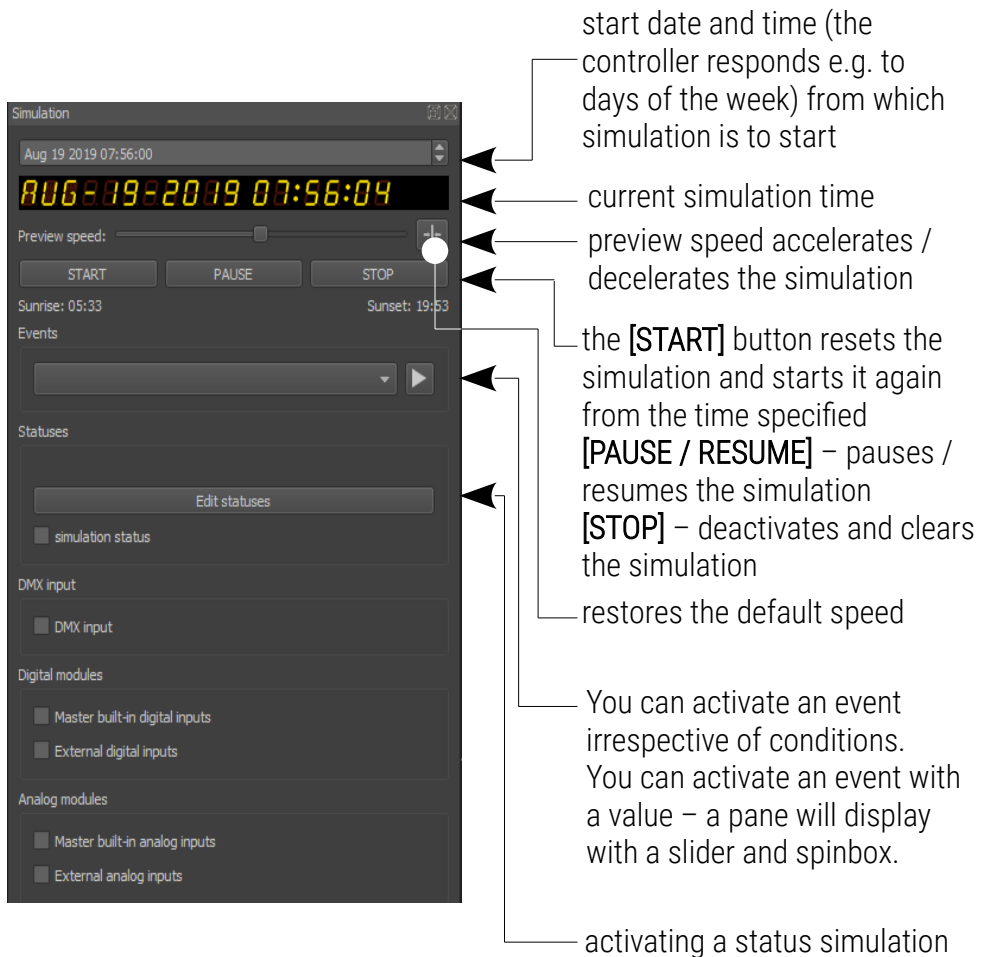 Simulation
Aug 19 2019 07:56:00
AUG-19-2019 07:56:04
Preview speed:
START PAUSE STOP
Sunrise: 05:33 Sunset: 19:53
Events
Statuses
Edit statuses
simulation status
DMX input
DMX input
Digital modules
Master built-in digital inputs
External digital inputs
Analog modules
Master built-in analog inputs
External analog inputs
start date and time (the
controller responds e.g. to
days of the week) from which
simulation is to start
current simulation time
preview speed accelerates /
decelerates the simulation
the [START] button resets the
simulation and starts it again
from the time specified
[PAUSE / RESUME] – pauses /
resumes the simulation
[STOP] – deactivates and clears
the simulation
restores the default speed
You can activate an event
irrespective of conditions.
You can activate an event with
a value – a pane will display
with a slider and spinbox.
activating a status simulation